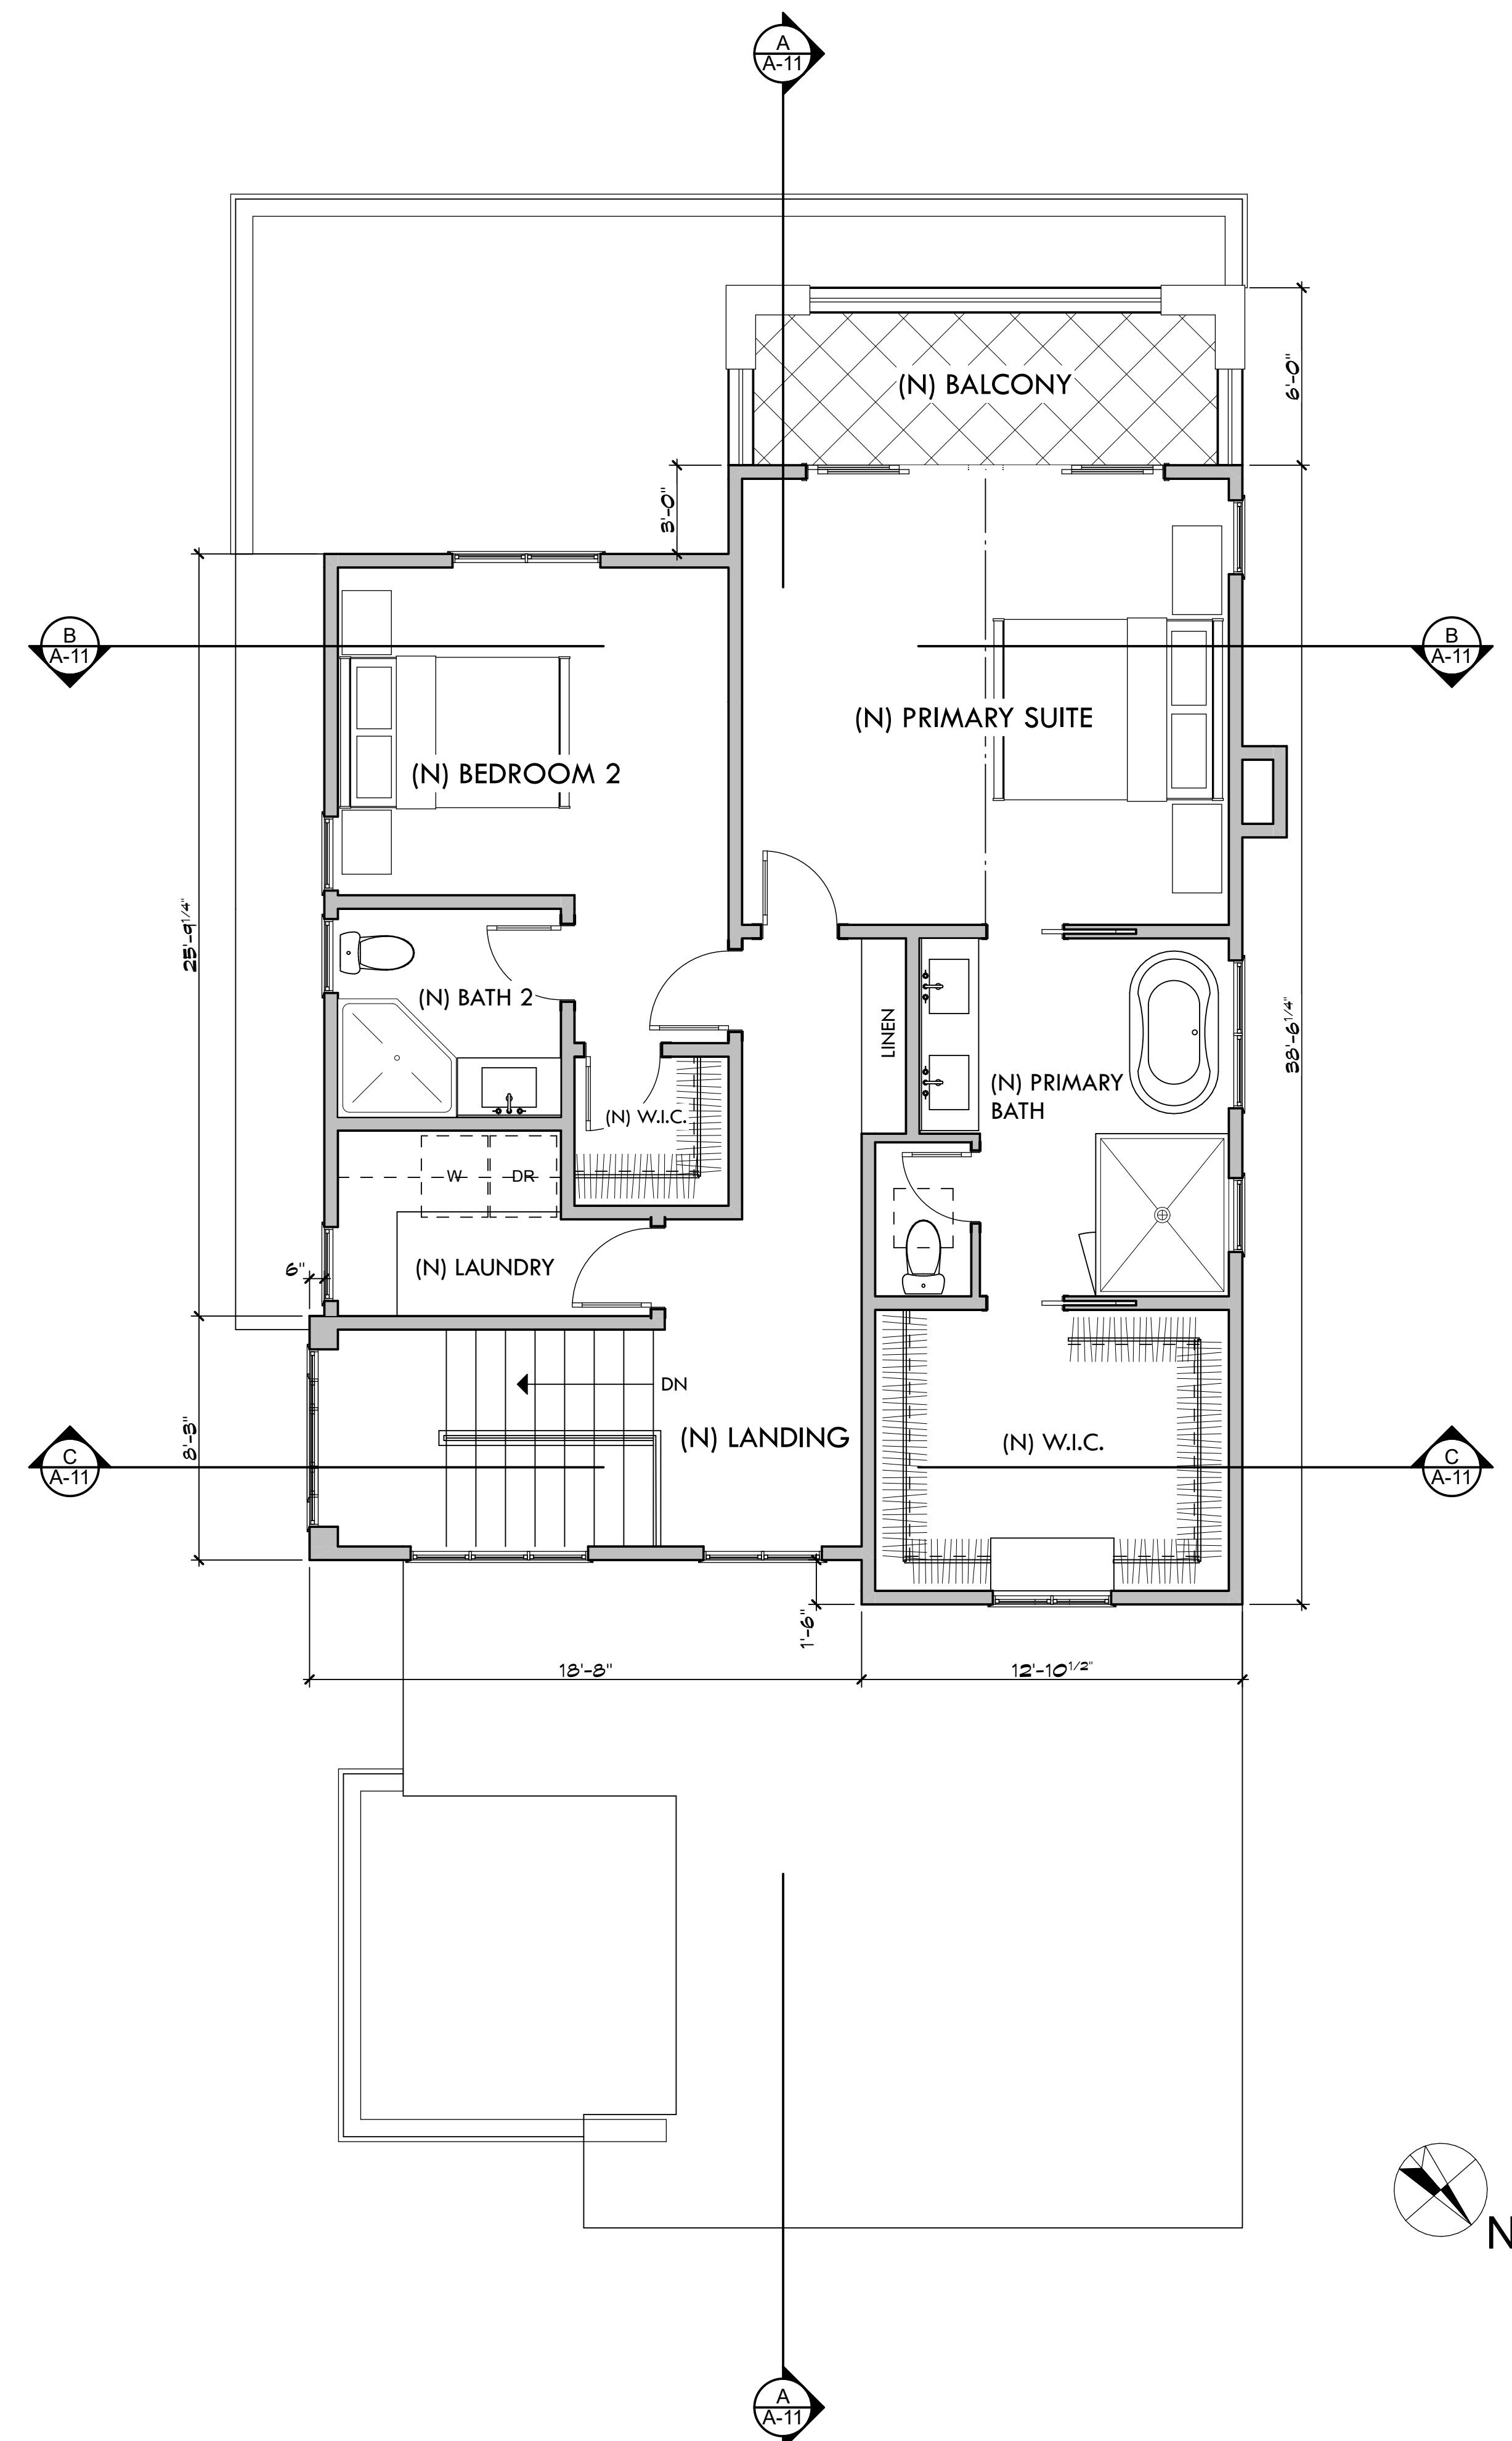 A
A-11
(N) BALCONY
6'-0"
3'-0"
B
A-11
B
A-11
(N) PRIMARY SUITE
(N) BEDROOM 2
25'-9 1/4"
(N) BATH 2
LINEN
38'-6 1/4"
(N) PRIMARY
BATH
(N) W.I.C.
W
DR
6"
(N) LAUNDRY
DN
8'-3"
(N) LANDING
(N) W.I.C.
C
A-11
C
A-11
1'-6"
18'-8"
12'-10 1/2"
N
A
A-11